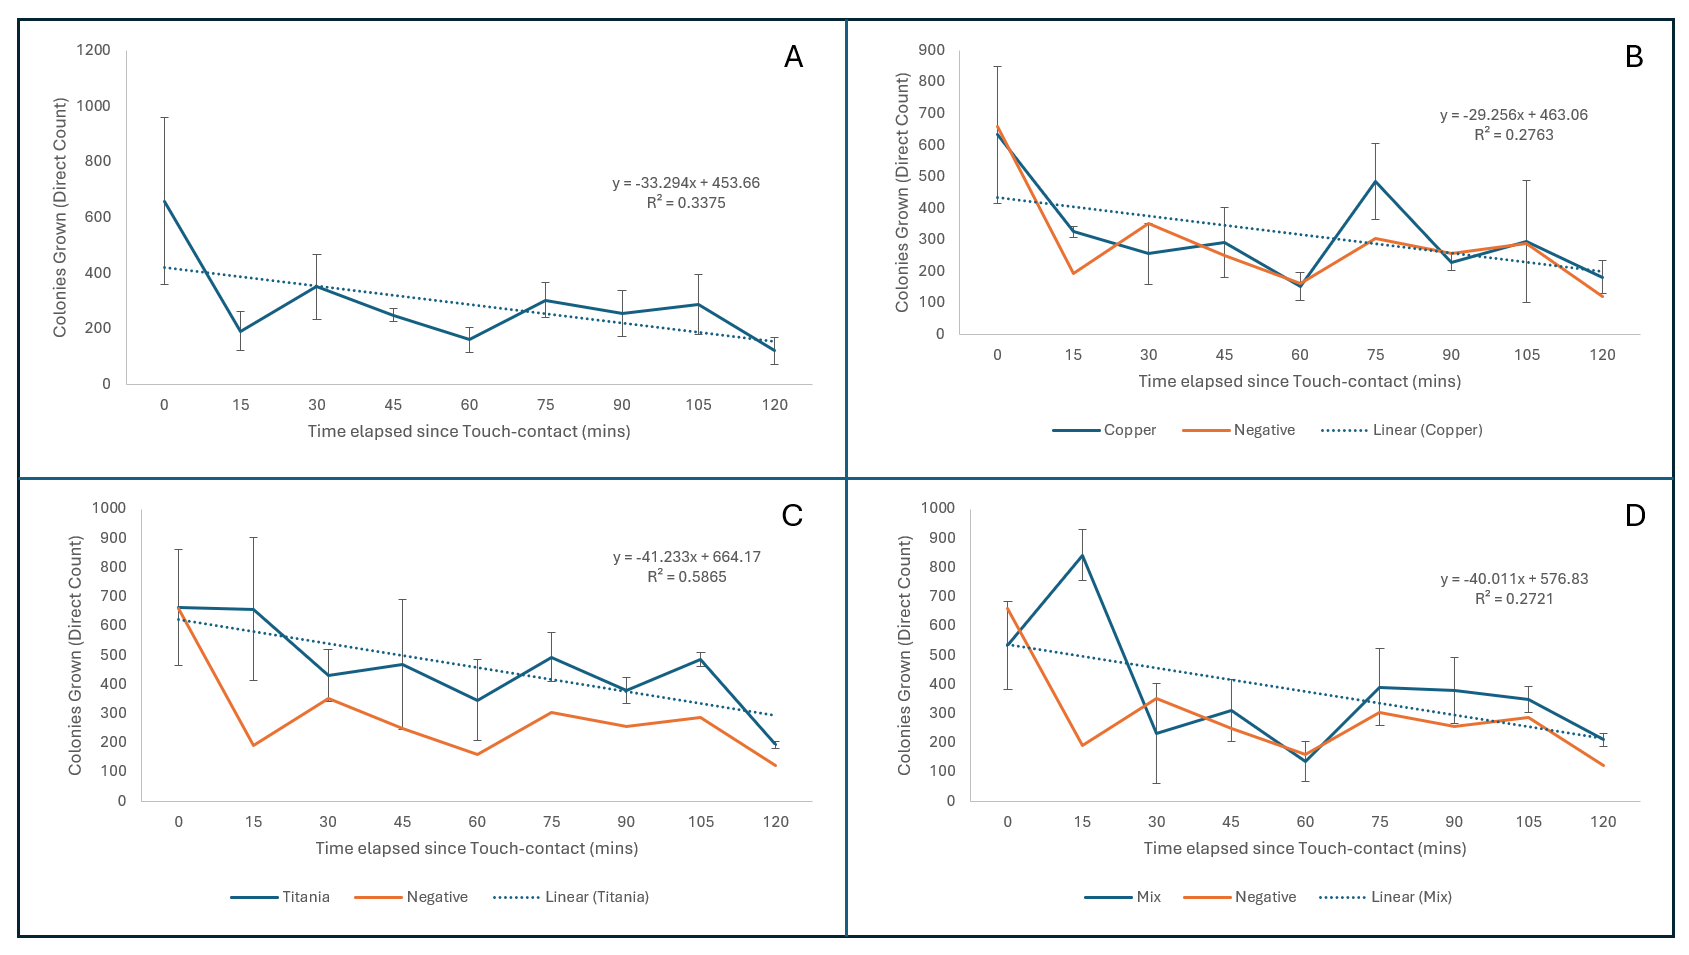 A
Colonies Grown (Direct Count)
1200
1000
800
600
400
200
0
y = -33.294x + 453.66
R² = 0.3375
0 15 30 45 60 75 90 105 120
Time elapsed since Touch-contact (mins)
B
Colonies Grown (Direct Count)
900
800
700
600
500
400
300
200
100
0
y = -29.256x + 463.06
R² = 0.2763
0 15 30 45 60 75 90 105 120
Time elapsed since Touch-contact (mins)
Copper Negative Linear (Copper)
C
Colonies Grown (Direct Count)
1000
900
800
700
600
500
400
300
200
100
0
y = -41.233x + 664.17
R² = 0.5865
0 15 30 45 60 75 90 105 120
Time elapsed since Touch-contact (mins)
Titania Negative Linear (Titania)
D
Colonies Grown (Direct Count)
1000
900
800
700
600
500
400
300
200
100
0
y = -40.011x + 576.83
R² = 0.2721
0 15 30 45 60 75 90 105 120
Time elapsed since Touch-contact (mins)
Mix Negative Linear (Mix)